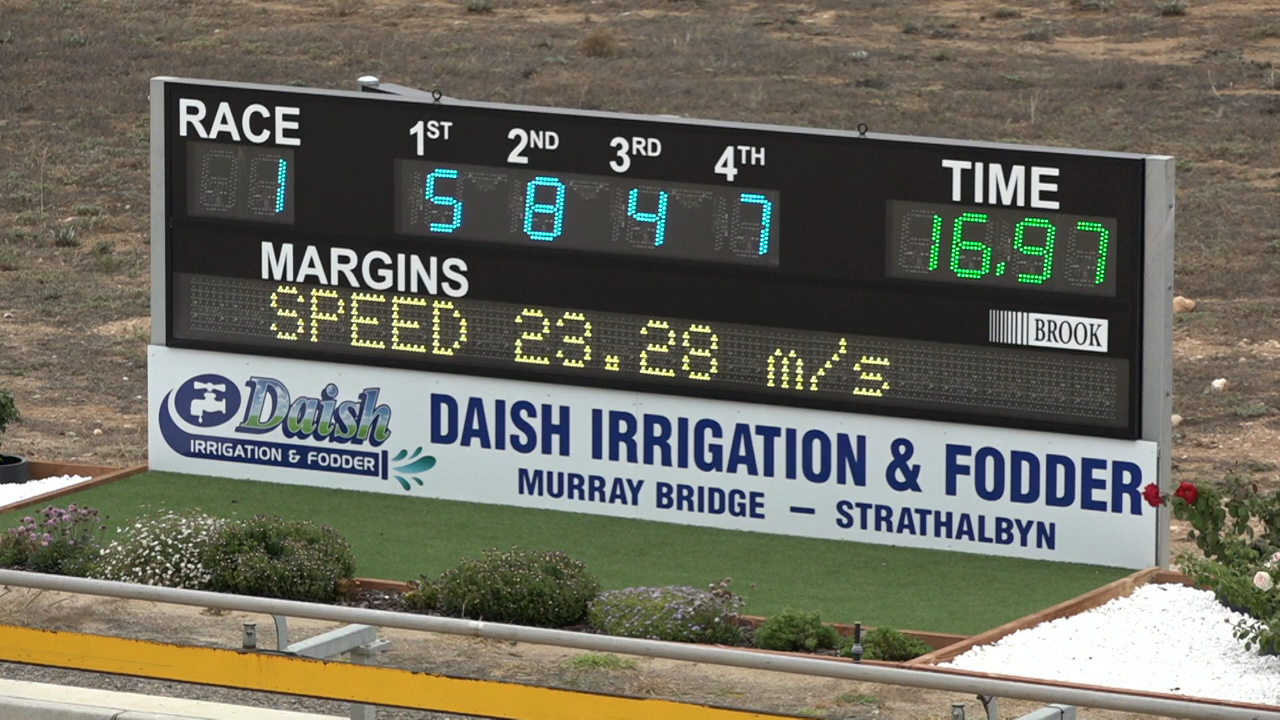 RACE 1ST 2ND 3RD 4TH TIME
1 5 8 4 7 16.97
MARGINS
SPEED 23.28 m/s
BROOK
Daish
IRRIGATION & FODDER
DAISH IRRIGATION & FODDER
MURRAY BRIDGE – STRATHALBYN